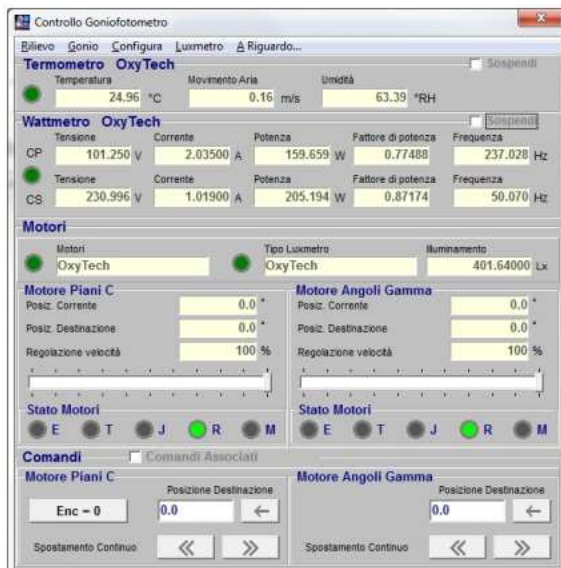 Controllo Goniofotometro
Rilievo Gonio Configura Luxmetro A Riguardo...
Termometro OxyTech Sospendi
Temperatura Movimento Aria Umidità
24.96 °C 0.16 m/s 63.39 °RH
Wattmetro OxyTech Sospendi
Tensione Corrente Potenza Fattore di potenza Frequenza
CP 101.250 V 2.03500 A 159.659 W 0.77488 237.028 Hz
Tensione Corrente Potenza Fattore di potenza Frequenza
CS 230.996 V 1.01900 A 205.194 W 0.87174 50.070 Hz
Motori
Motori Tipo Luxmetro Illuminamento
OxyTech OxyTech 401.64000 Lx
Motore Piani C Motore Angoli Gamma
Posiz. Corrente 0.0 ° Posiz. Corrente 0.0 °
Posiz. Destinazione 0.0 ° Posiz. Destinazione 0.0 °
Regolazione velocità 100 % Regolazione velocità 100 %
Stato Motori Stato Motori
E T J R M E T J R M
Comandi Comandi Associati
Motore Piani C Motore Angoli Gamma
Posizione Destinazione Posizione Destinazione
Enc = 0 0.0 0.0
Spostamento Continuo Spostamento Continuo